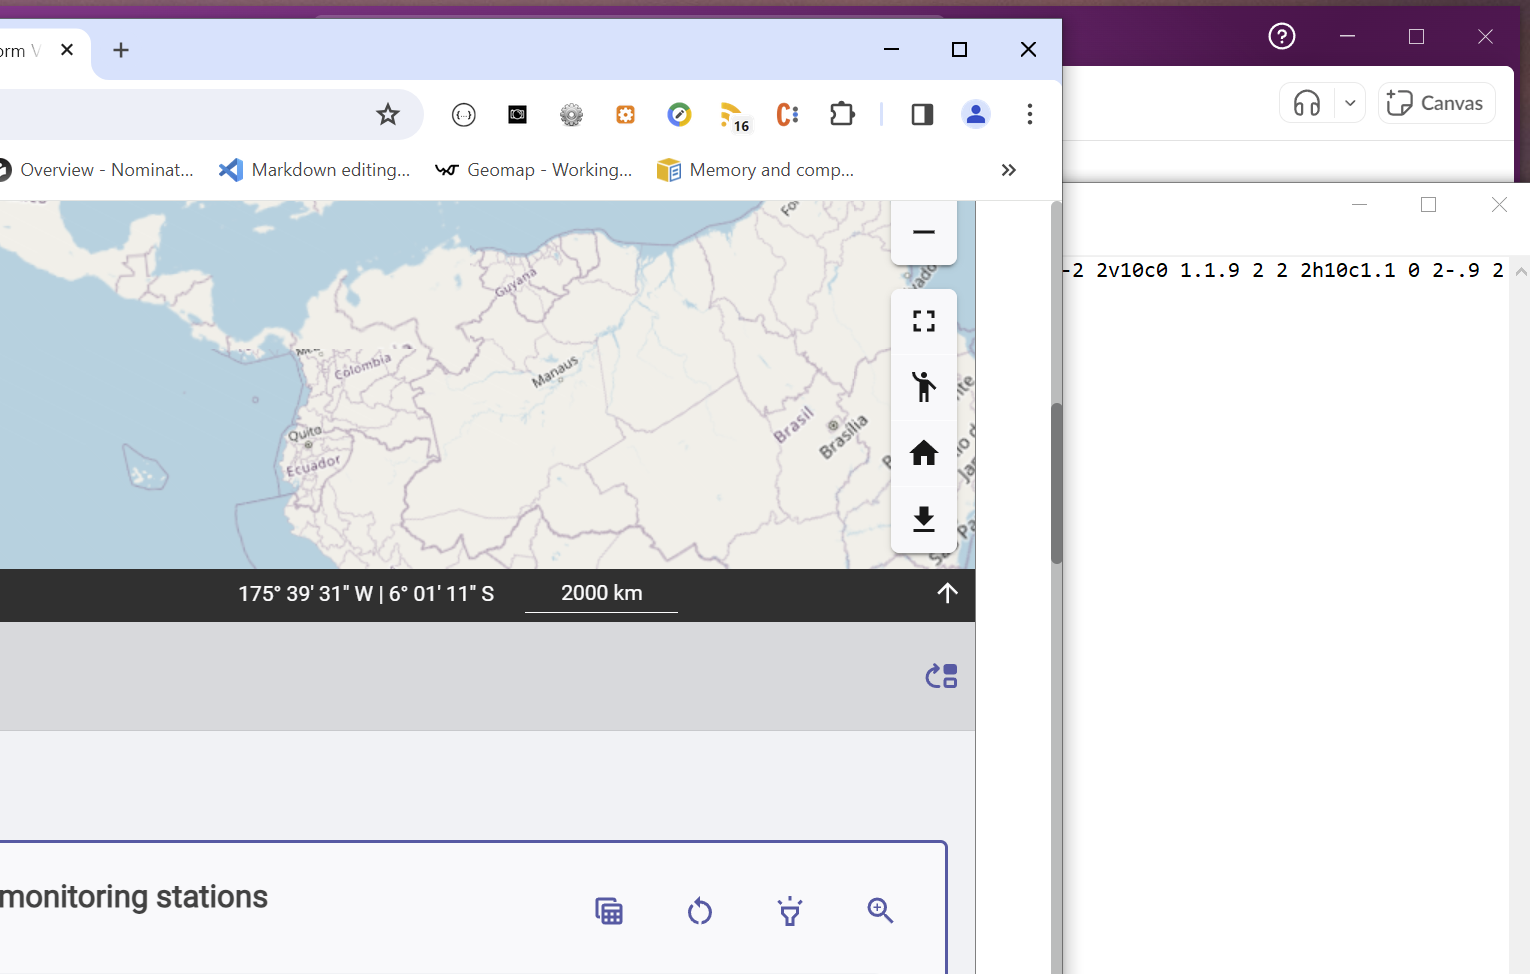 orm V
Canvas
16
Overview - Nominat...
Markdown editing...
Geomap - Working...
Memory and comp...
-2 2v10c0 1.1.9 2 2 2h10c1.1 0 2-.9 2
Guyana
Colombia
Manaus
Quito
Ecuador
Brasil
Brasília
175° 39' 31" W | 6° 01' 11" S
2000 km
monitoring stations